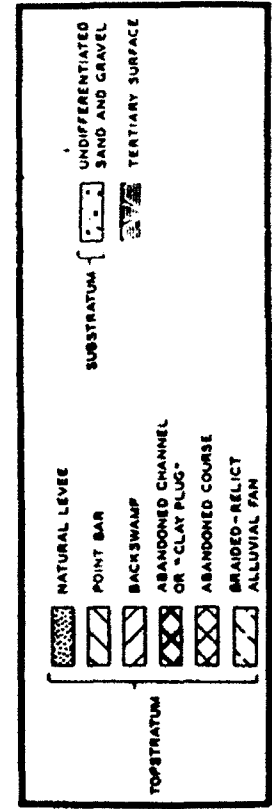 TOPSTRATUM
NATURAL LEVEE
POINT BAR
BACKSWAMP
ABANDONED CHANNEL
OR "CLAY PLUG"
ABANDONED COURSE
BRAIDED-RELICT
ALLUVIAL FAN
SUBSTRATUM
UNDIFFERENTIATED
SAND AND GRAVEL
TERTIARY SURFACE